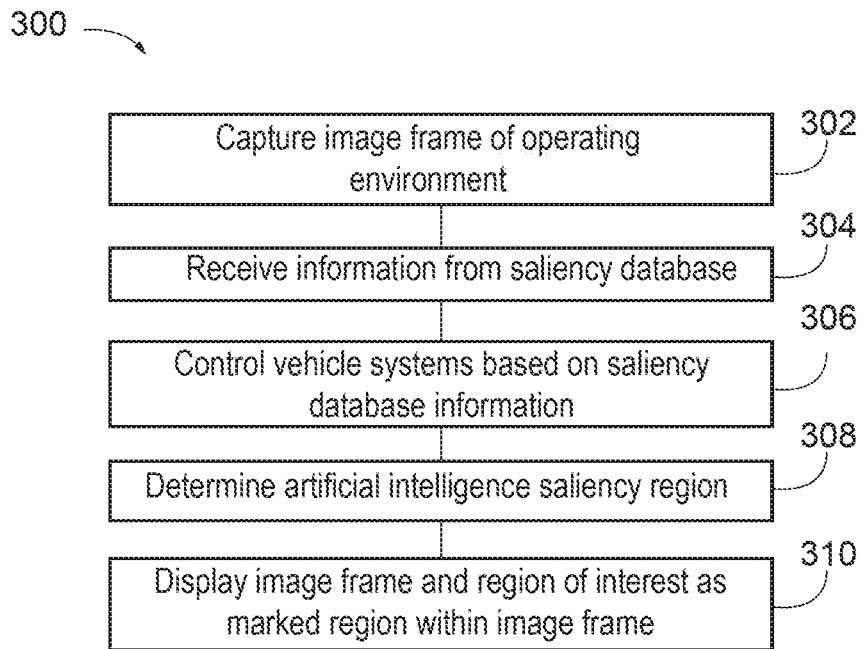 300
Capture image frame of operating
environment
302
Receive information from saliency database
304
Control vehicle systems based on saliency
database information
306
Determine artificial intelligence saliency region
308
Display image frame and region of interest as
marked region within image frame
310